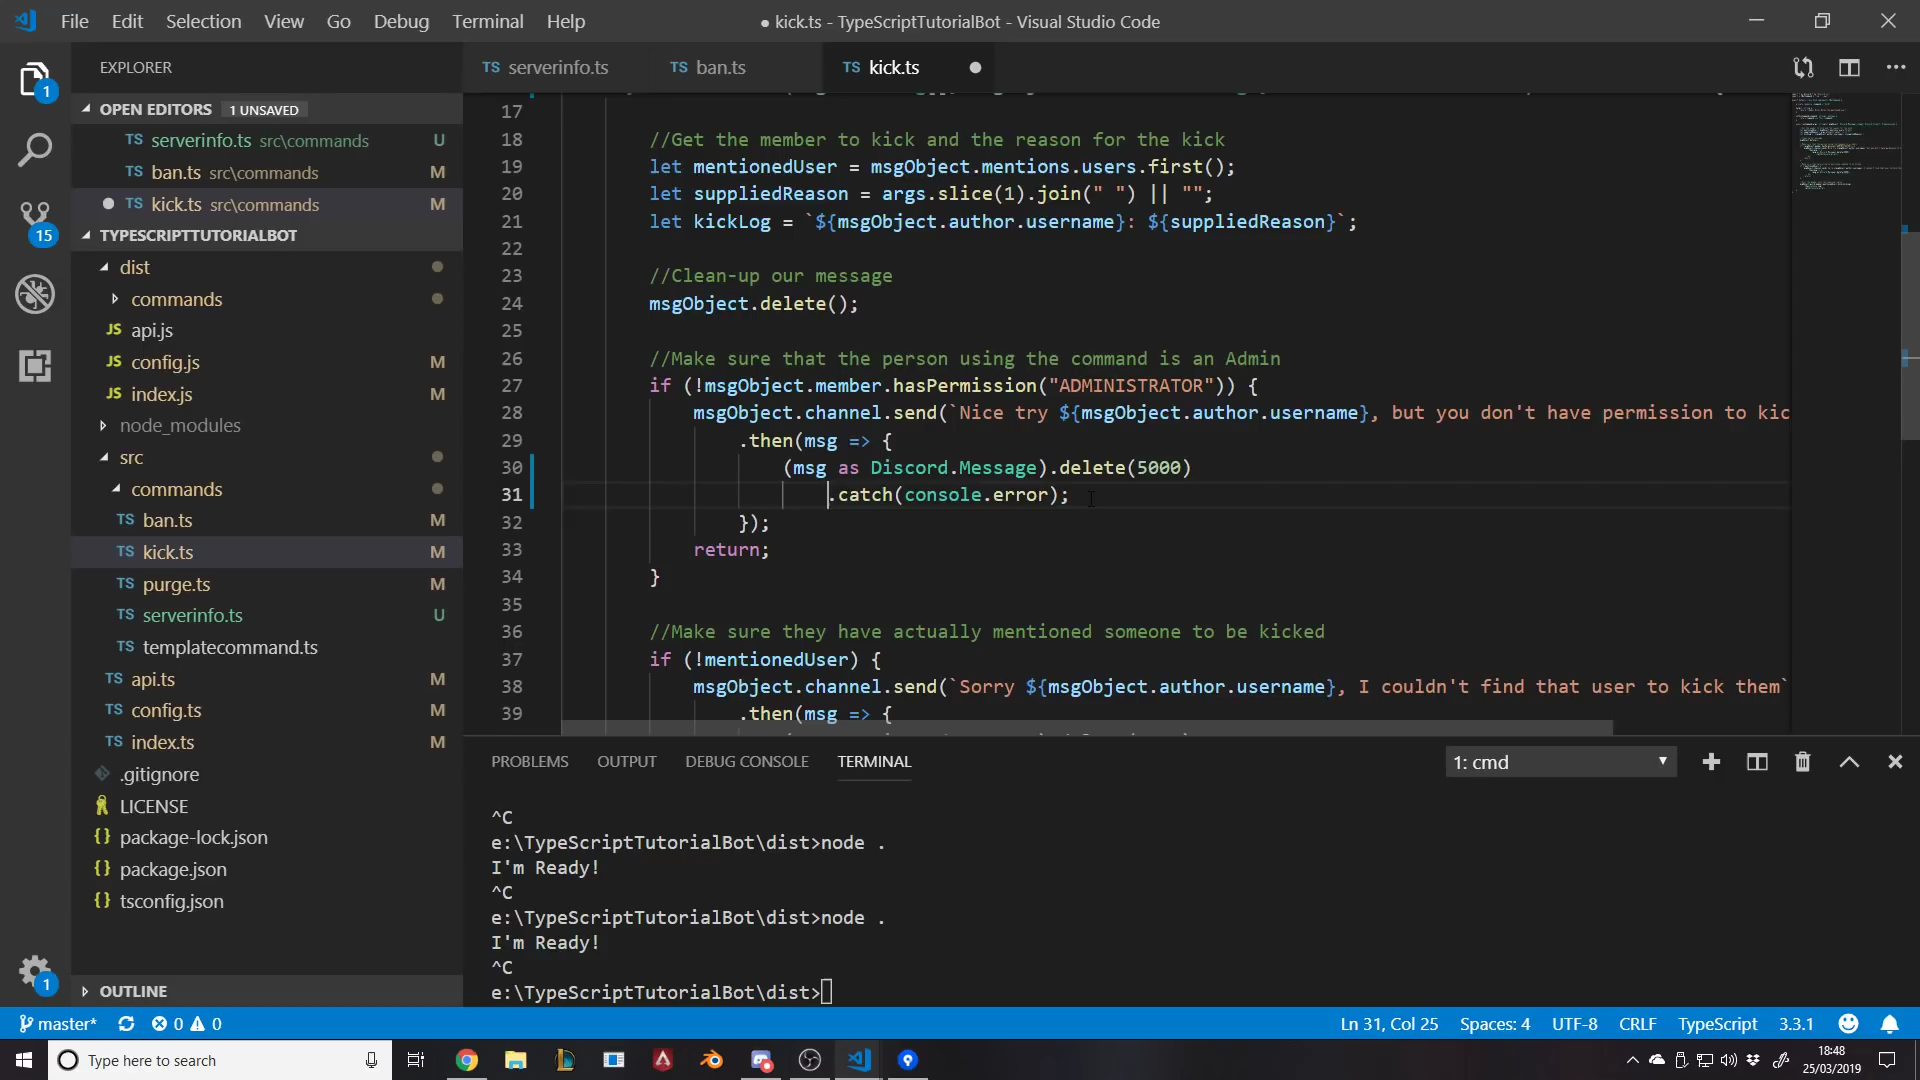 File Edit Selection View Go Debug Terminal Help
● kick.ts - TypeScriptTutorialBot - Visual Studio Code
EXPLORER
OPEN EDITORS 1 UNSAVED
TS serverinfo.ts src\commands U
TS ban.ts src\commands M
● TS kick.ts src\commands M
TYPESCRIPTTUTORIALBOT
dist
commands
JS api.js
JS config.js M
JS index.js M
node_modules
src
commands
TS ban.ts M
TS kick.ts M
TS purge.ts M
TS serverinfo.ts U
TS templatecommand.ts
TS api.ts M
TS config.ts M
TS index.ts M
.gitignore
LICENSE
{} package-lock.json
{} package.json
{} tsconfig.json
OUTLINE
1
15
1
TS serverinfo.ts TS ban.ts TS kick.ts ●
17
18 //Get the member to kick and the reason for the kick
19 let mentionedUser = msgObject.mentions.users.first();
20 let suppliedReason = args.slice(1).join(" ") || "";
21 let kickLog = `${msgObject.author.username}: ${suppliedReason}`;
22
23 //Clean-up our message
24 msgObject.delete();
25
26 //Make sure that the person using the command is an Admin
27 if (!msgObject.member.hasPermission("ADMINISTRATOR")) {
28 msgObject.channel.send(`Nice try ${msgObject.author.username}, but you don't have permission to kic
29 .then(msg => {
30 (msg as Discord.Message).delete(5000)
31 .catch(console.error);
32 });
33 return;
34 }
35
36 //Make sure they have actually mentioned someone to be kicked
37 if (!mentionedUser) {
38 msgObject.channel.send(`Sorry ${msgObject.author.username}, I couldn't find that user to kick them`
39 .then(msg => {
PROBLEMS OUTPUT DEBUG CONSOLE TERMINAL 1: cmd
^C
e:\TypeScriptTutorialBot\dist>node .
I'm Ready!
^C
e:\TypeScriptTutorialBot\dist>node .
I'm Ready!
^C
e:\TypeScriptTutorialBot\dist>
master* 0 0 Ln 31, Col 25 Spaces: 4 UTF-8 CRLF TypeScript 3.3.1
Type here to search
18:48
25/03/2019